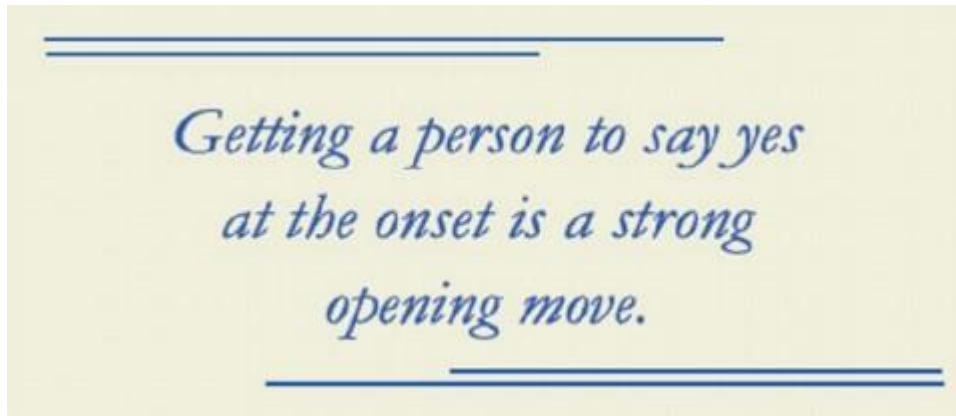 Getting a person to say yes
at the onset is a strong
opening move.